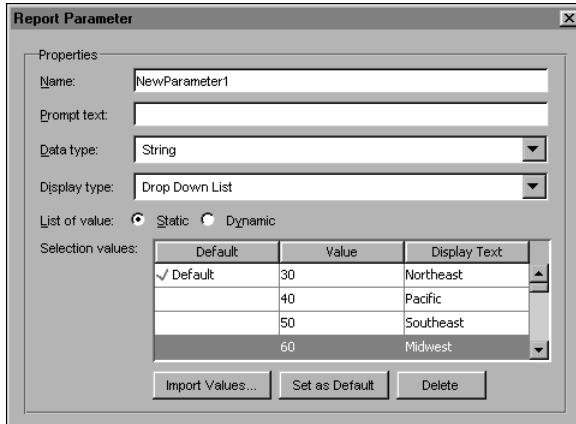 Report Parameter
Properties
Name: NewParameter1
Prompt text:
Data type: String
Display type: Drop Down List
List of value: Static Dynamic
Selection values: Default Value Display Text
Default 30 Northeast
40 Pacific
50 Southeast
60 Midwest
Import Values... Set as Default Delete